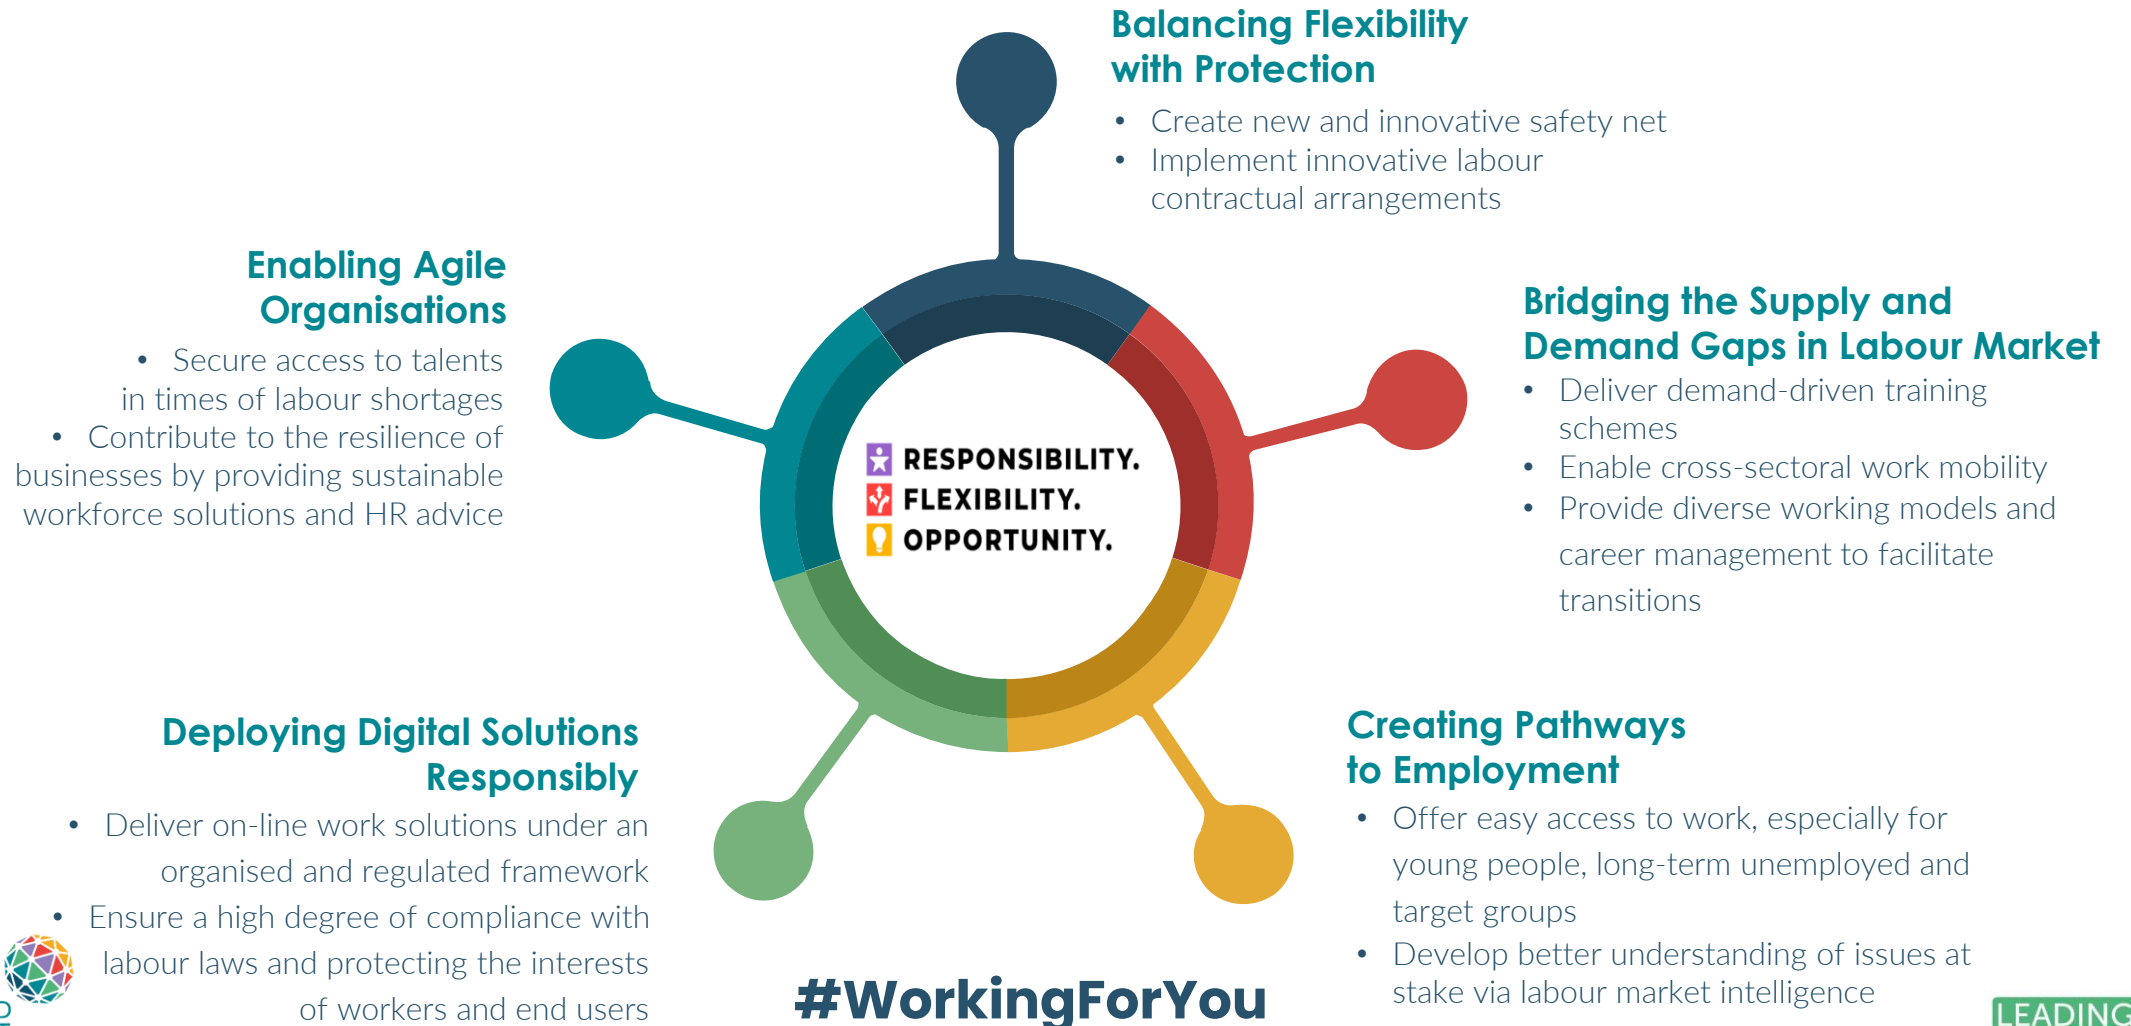 Balancing Flexibility
with Protection
• Create new and innovative safety net
• Implement innovative labour
contractual arrangements
Enabling Agile
Organisations
• Secure access to talents
in times of labour shortages
• Contribute to the resilience of
businesses by providing sustainable
workforce solutions and HR advice
Bridging the Supply and
Demand Gaps in Labour Market
• Deliver demand-driven training
schemes
• Enable cross-sectoral work mobility
• Provide diverse working models and
career management to facilitate
transitions
RESPONSIBILITY.
FLEXIBILITY.
OPPORTUNITY.
Deploying Digital Solutions
Responsibly
• Deliver on-line work solutions under an
organised and regulated framework
• Ensure a high degree of compliance with
labour laws and protecting the interests
of workers and end users
Creating Pathways
to Employment
• Offer easy access to work, especially for
young people, long-term unemployed and
target groups
• Develop better understanding of issues at
stake via labour market intelligence
#WorkingForYou
LEADING